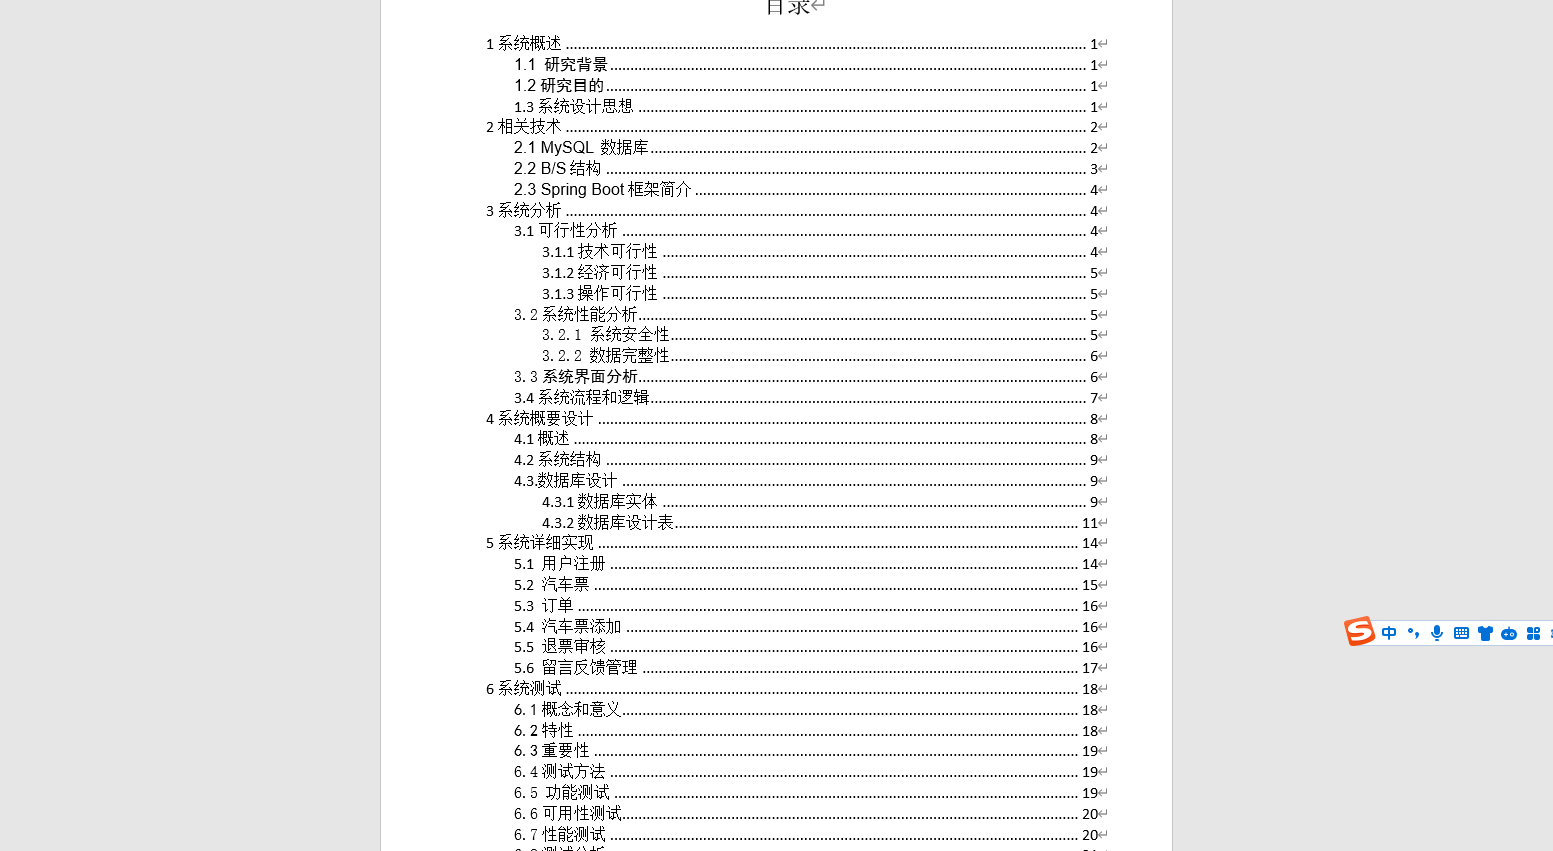 目录
1 系统概述 1
1.1 研究背景 1
1.2 研究目的 1
1.3 系统设计思想 1
2 相关技术 2
2.1 MySQL 数据库 2
2.2 B/S 结构 3
2.3 Spring Boot 框架简介 4
3 系统分析 4
3.1 可行性分析 4
3.1.1 技术可行性 4
3.1.2 经济可行性 5
3.1.3 操作可行性 5
3.2 系统性能分析 5
3.2.1 系统安全性 5
3.2.2 数据完整性 6
3.3 系统界面分析 6
3.4 系统流程和逻辑 7
4 系统概要设计 8
4.1 概述 8
4.2 系统结构 9
4.3.数据库设计 9
4.3.1 数据库实体 9
4.3.2 数据库设计表 11
5 系统详细实现 14
5.1 用户注册 14
5.2 汽车票 15
5.3 订单 16
5.4 汽车票添加 16
5.5 退票审核 16
5.6 留言反馈管理 17
6 系统测试 18
6.1 概念和意义 18
6.2 特性 18
6.3 重要性 19
6.4 测试方法 19
6.5 功能测试 19
6.6 可用性测试 20
6.7 性能测试 20
中